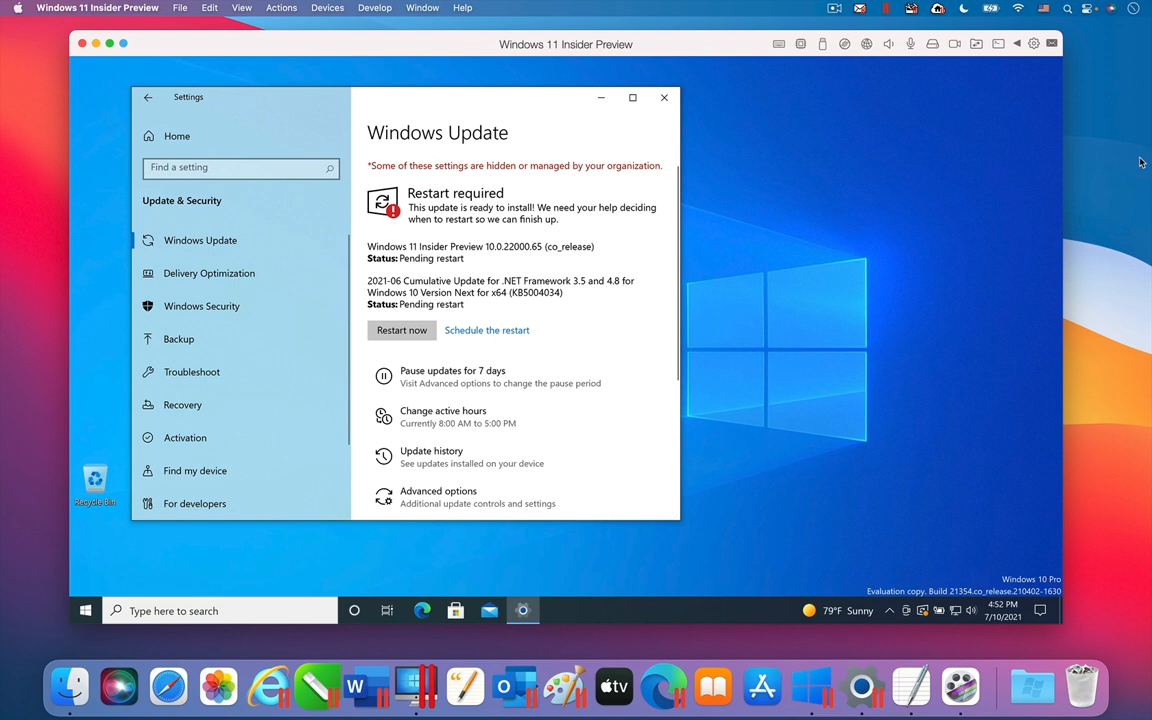 Windows 11 Insider Preview File Edit View Actions Devices Develop Window Help
Windows 11 Insider Preview
Settings
Home
Find a setting
Update & Security
Windows Update
Delivery Optimization
Windows Security
Backup
Troubleshoot
Recovery
Activation
Find my device
For developers
Windows Update
*Some of these settings are hidden or managed by your organization.
Restart required
This update is ready to install! We need your help deciding
when to restart so we can finish up.
Windows 11 Insider Preview 10.0.22000.65 (co_release)
Status: Pending restart
2021-06 Cumulative Update for .NET Framework 3.5 and 4.8 for
Windows 10 Version Next for x64 (KB5004034)
Status: Pending restart
Restart now Schedule the restart
Pause updates for 7 days
Visit Advanced options to change the pause period
Change active hours
Currently 8:00 AM to 5:00 PM
Update history
See updates installed on your device
Advanced options
Additional update controls and settings
Recycle Bin
Windows 10 Pro
Evaluation copy. Build 21354.co_release.210402-1630
Type here to search
79°F Sunny
4:52 PM
7/10/2021
W
O
tv